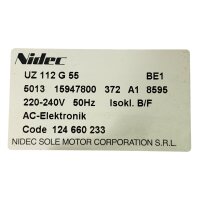 Nidec
UZ 112 G 55 BE1
5013 15947800 372 A1 8595
220-240V 50Hz Isokl. B/F
AC-Elektronik
Code 124 660 233
NIDEC SOLE MOTOR CORPORATION S.R.L.